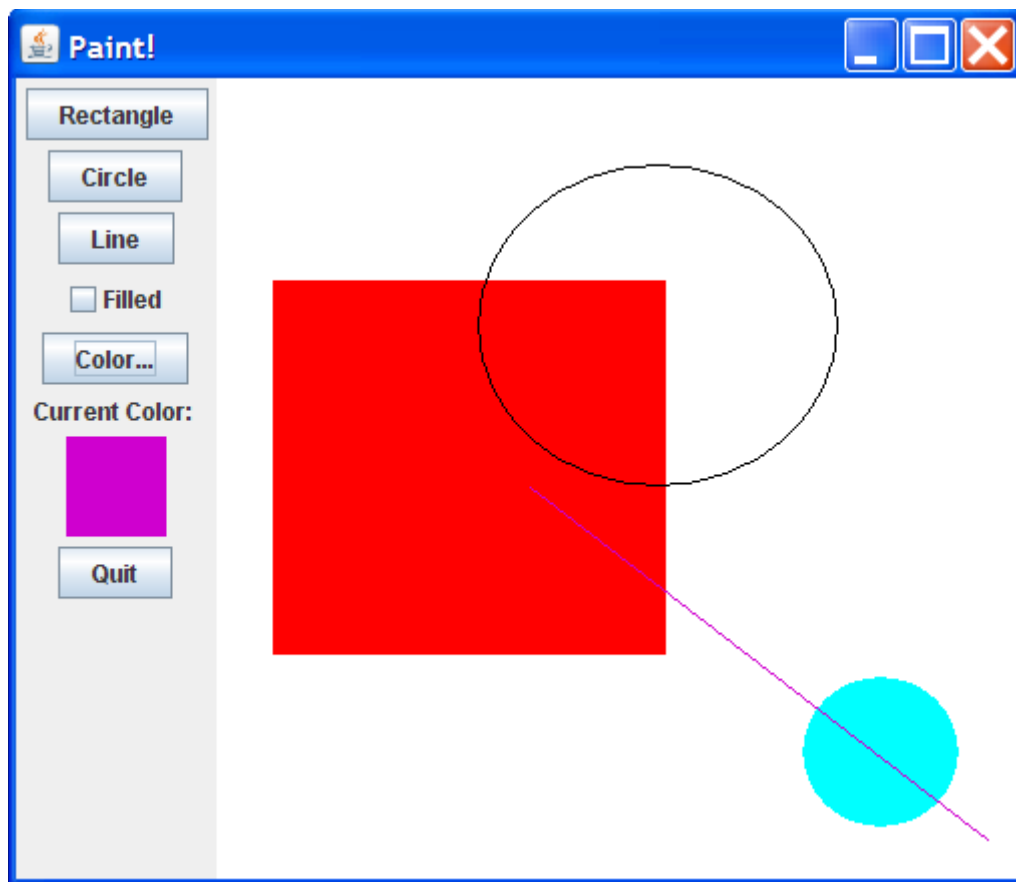 Paint!
Rectangle
Circle
Line
Filled
Color...
Current Color:
Quit